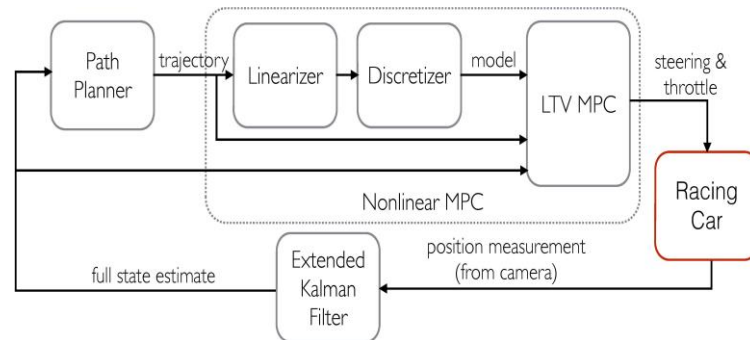 Path
Planner
trajectory
Linearizer
Discretizer
model
LTV MPC
steering &
throttle
Nonlinear MPC
Racing
Car
position measurement
(from camera)
Extended
Kalman
Filter
full state estimate